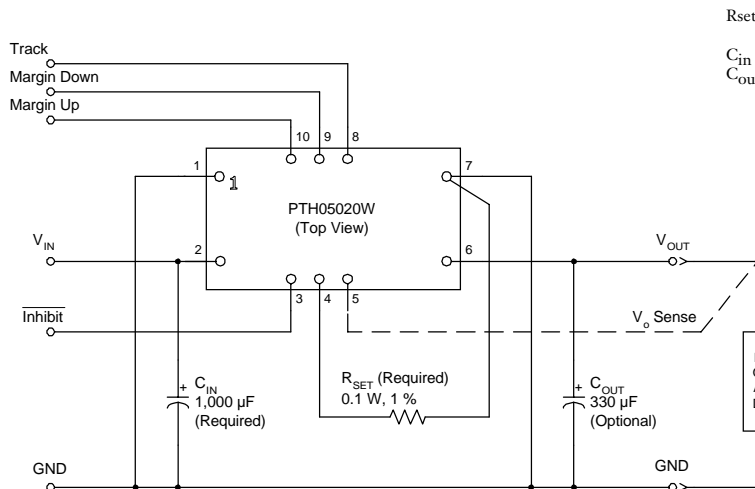 Rset
Cin
Track
Margin Down
Margin Up
10 9 8
1
1
7
PTH05020W
(Top View)
VIN
2
6
VOUT
Inhibit
3 4 5
Vo Sense
RSET (Required)
0.1 W, 1 %
+ CIN
1,000 µF
(Required)
+ COUT
330 µF
(Optional)
GND
GND